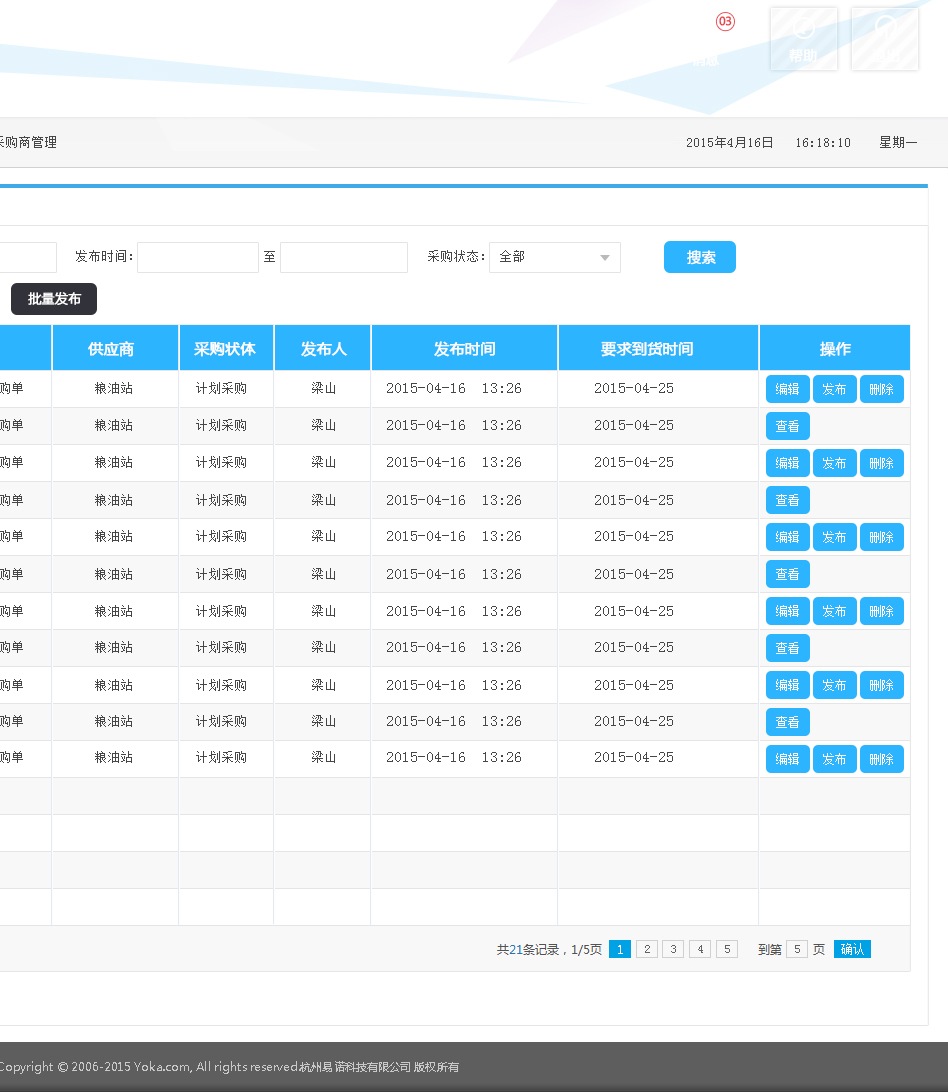 03
帮助
采购商管理 2015年4月16日 16:18:10 星期一
发布时间: 至 采购状态: 全部 搜索
批量发布
供应商 采购状体 发布人 发布时间 要求到货时间 操作
购单 粮油站 计划采购 梁山 2015-04-16 13:26 2015-04-25 编辑 发布 删除
购单 粮油站 计划采购 梁山 2015-04-16 13:26 2015-04-25 查看
购单 粮油站 计划采购 梁山 2015-04-16 13:26 2015-04-25 编辑 发布 删除
购单 粮油站 计划采购 梁山 2015-04-16 13:26 2015-04-25 查看
购单 粮油站 计划采购 梁山 2015-04-16 13:26 2015-04-25 编辑 发布 删除
购单 粮油站 计划采购 梁山 2015-04-16 13:26 2015-04-25 查看
购单 粮油站 计划采购 梁山 2015-04-16 13:26 2015-04-25 编辑 发布 删除
购单 粮油站 计划采购 梁山 2015-04-16 13:26 2015-04-25 查看
购单 粮油站 计划采购 梁山 2015-04-16 13:26 2015-04-25 编辑 发布 删除
购单 粮油站 计划采购 梁山 2015-04-16 13:26 2015-04-25 查看
购单 粮油站 计划采购 梁山 2015-04-16 13:26 2015-04-25 编辑 发布 删除
共21条记录，1/5页 1 2 3 4 5 到第 5 页 确认
Copyright © 2006-2015 Yoka.com, All rights reserved.杭州易诺科技有限公司 版权所有